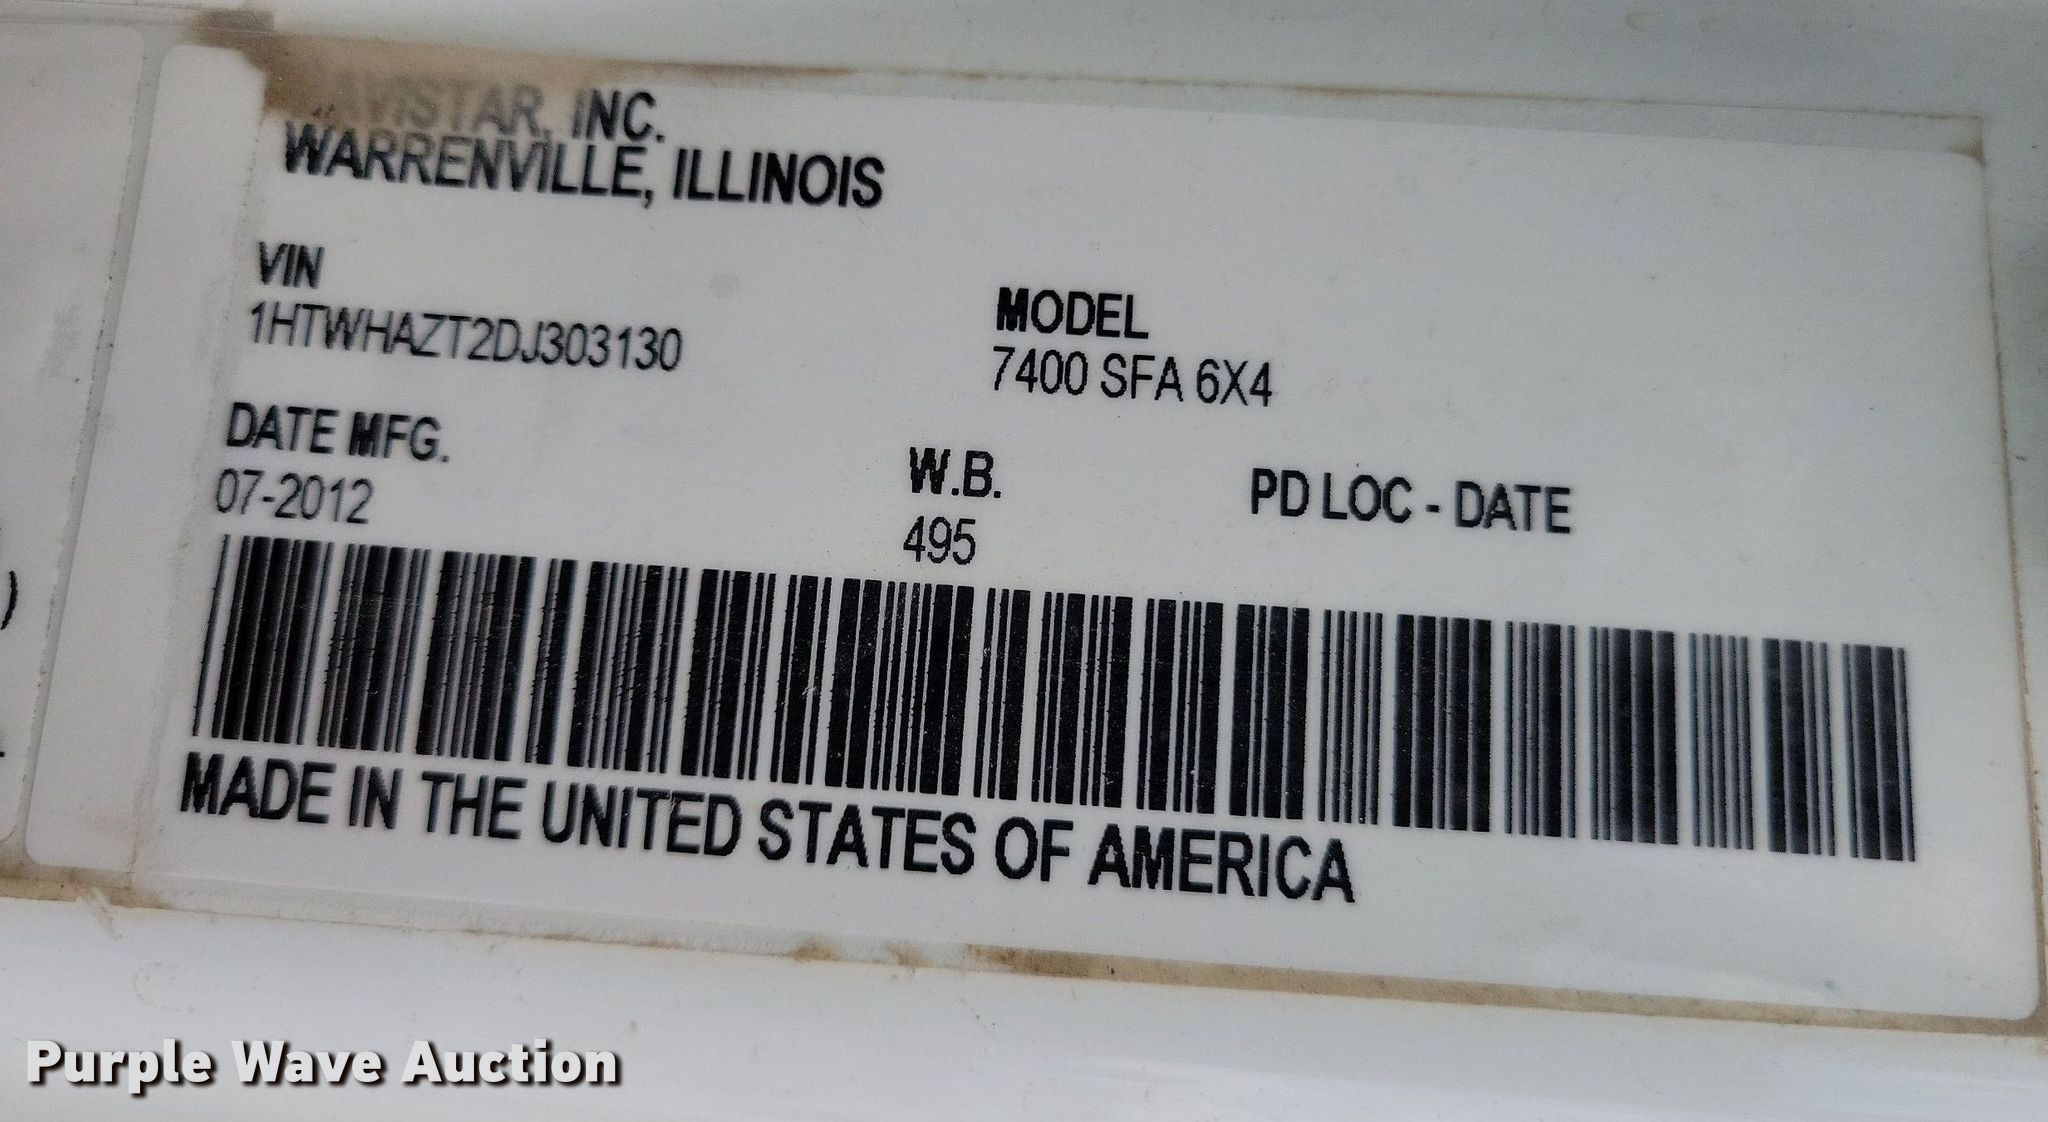 NAVISTAR, INC.
WARRENVILLE, ILLINOIS
VIN
1HTWHAZT2DJ303130
MODEL
7400 SFA 6X4
DATE MFG.
07-2012
W.B.
495
PD LOC - DATE
MADE IN THE UNITED STATES OF AMERICA
)
Purple Wave Auction